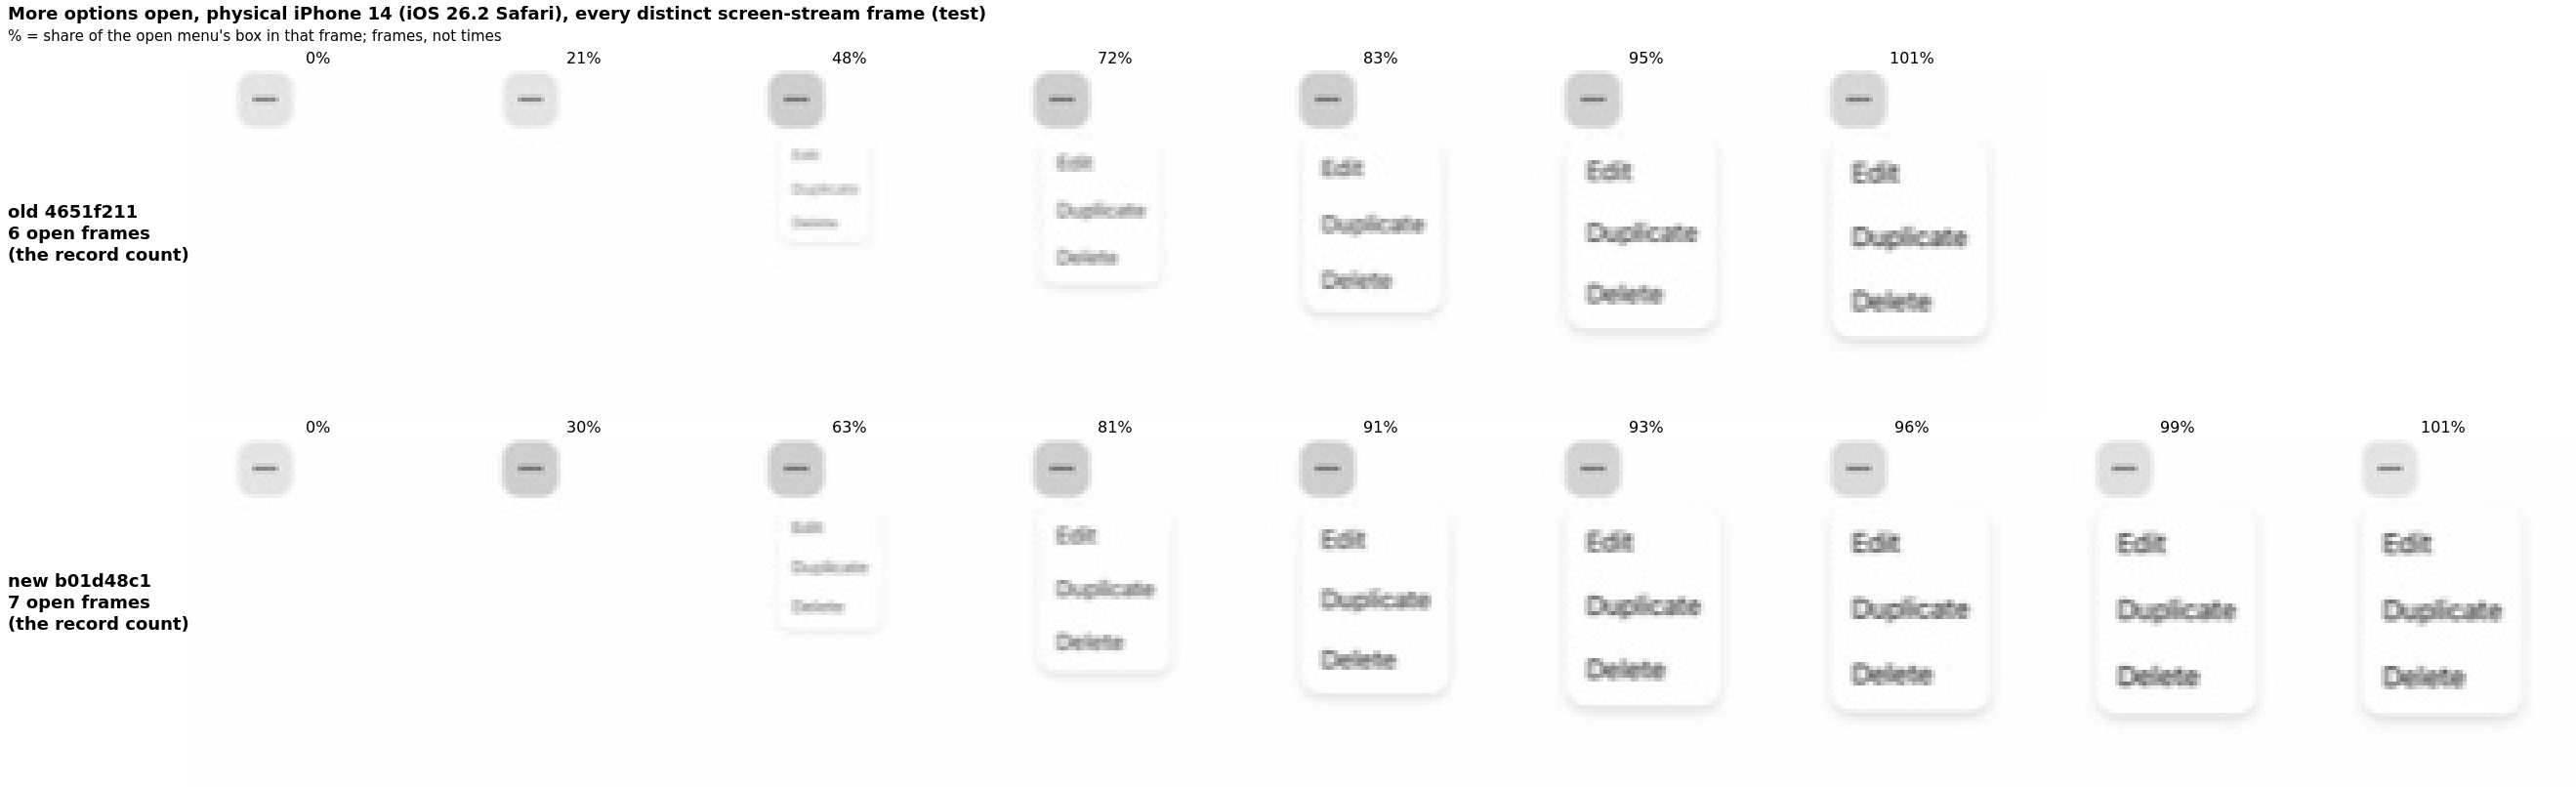 More options open, physical iPhone 14 (iOS 26.2 Safari), every distinct screen-stream frame (test)
% = share of the open menu's box in that frame; frames, not times
0% 21% 48% 72% 83% 95% 101%
Edit Edit Edit Edit Edit
Duplicate Duplicate Duplicate Duplicate Duplicate
Delete Delete Delete Delete Delete
old 4651f211
6 open frames
(the record count)
0% 30% 63% 81% 91% 93% 96% 99% 101%
Edit Edit Edit Edit Edit Edit Edit
Duplicate Duplicate Duplicate Duplicate Duplicate Duplicate Duplicate
Delete Delete Delete Delete Delete Delete Delete
new b01d48c1
7 open frames
(the record count)